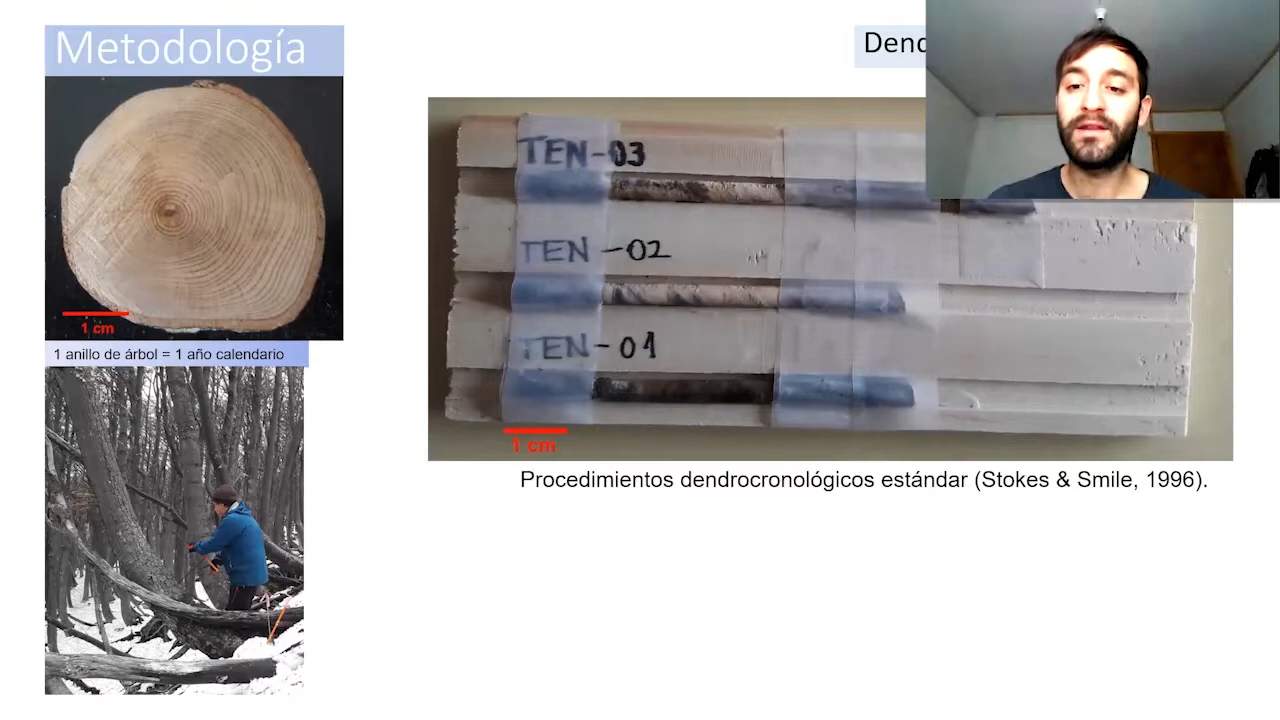 Metodología
1 cm
1 anillo de árbol = 1 año calendario
TEN-03
TEN-02
TEN-01
1 cm
Procedimientos dendrocronológicos estándar (Stokes & Smile, 1996).